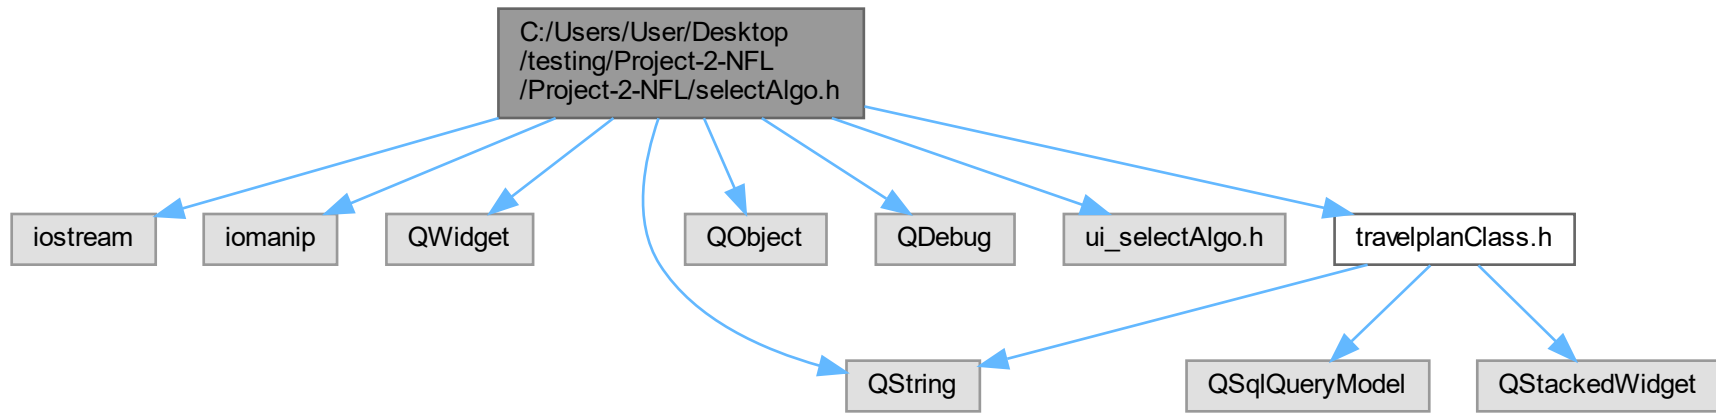 C:/Users/User/Desktop
/testing/Project-2-NFL
/Project-2-NFL/selectAlgo.h
iostream
iomanip
QWidget
QObject
QDebug
ui_selectAlgo.h
travelplanClass.h
QString
QSqlQueryModel
QStackedWidget